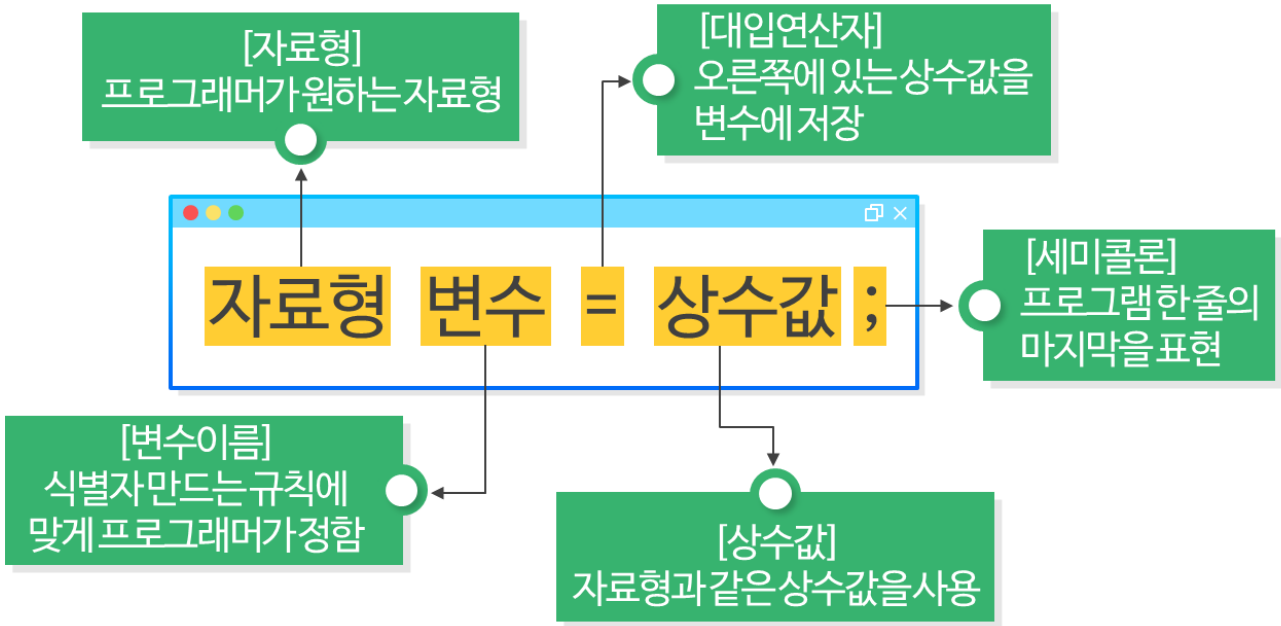 [자료형]
프로그래머가 원하는 자료형
[대입연산자]
오른쪽에 있는 상수값을
변수에 저장
자료형 변수 = 상수값 ;
[세미콜론]
프로그램 한 줄의
마지막을 표현
[변수이름]
식별자 만드는 규칙에
맞게 프로그래머가 정함
[상수값]
자료형과 같은 상수값을 사용